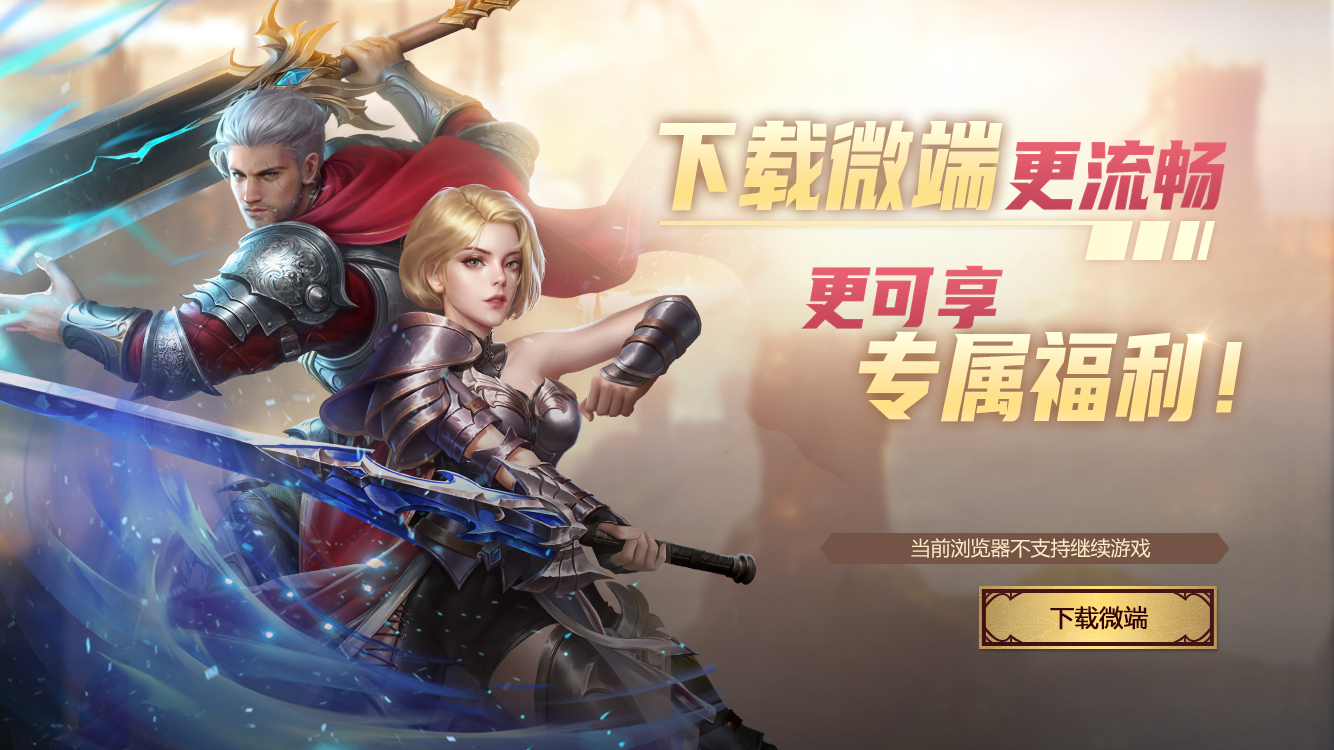 下载微端更流畅
更可享
专属福利!
当前浏览器不支持继续游戏
下载微端